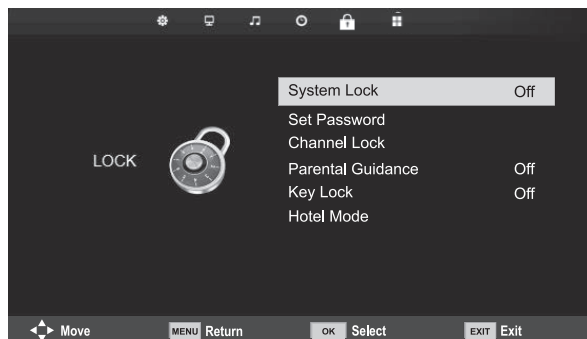 System Lock Off
Set Password
Channel Lock
LOCK
Parental Guidance Off
Key Lock Off
Hotel Mode
Move MENU Return OK Select EXIT Exit